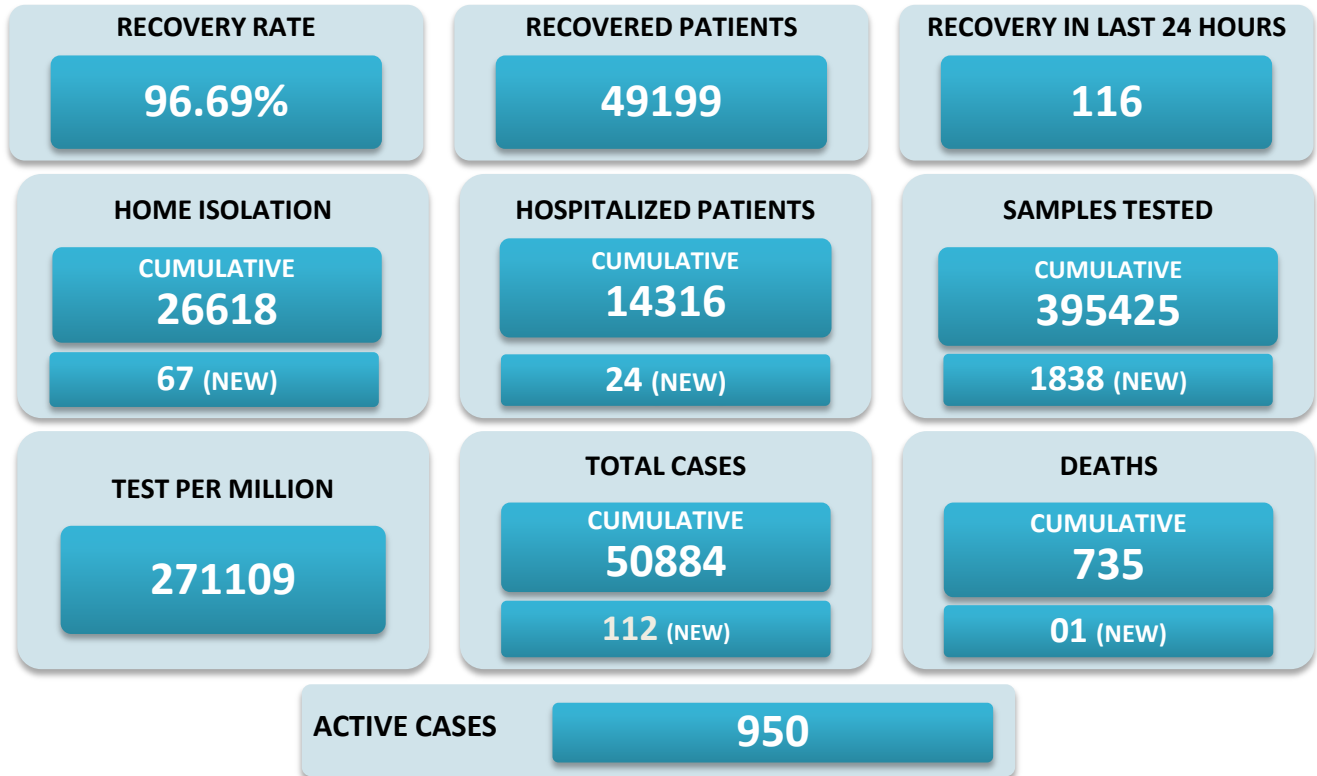 RECOVERY RATE
96.69%
RECOVERED PATIENTS
49199
RECOVERY IN LAST 24 HOURS
116
HOME ISOLATION
CUMULATIVE
26618
67 (NEW)
HOSPITALIZED PATIENTS
CUMULATIVE
14316
24 (NEW)
SAMPLES TESTED
CUMULATIVE
395425
1838 (NEW)
TEST PER MILLION
271109
TOTAL CASES
CUMULATIVE
50884
112 (NEW)
DEATHS
CUMULATIVE
735
01 (NEW)
ACTIVE CASES
950